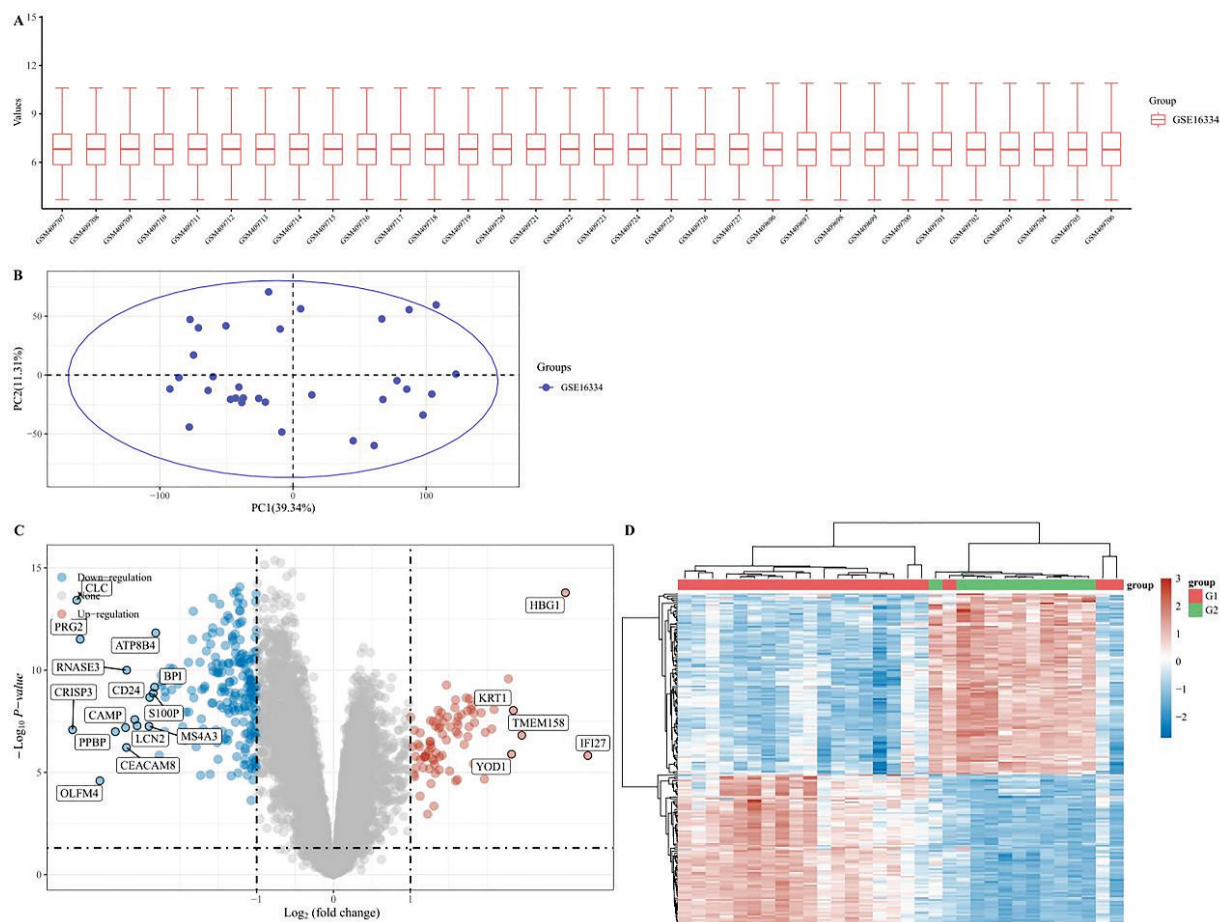 A
15
12
9
6
Values
GSM409707
GSM409708
GSM409709
GSM409710
GSM409711
GSM409712
GSM409713
GSM409714
GSM409715
GSM409716
GSM409717
GSM409718
GSM409719
GSM409720
GSM409721
GSM409722
GSM409723
GSM409724
GSM409725
GSM409726
GSM409727
GSM409696
GSM409697
GSM409698
GSM409699
GSM409700
GSM409701
GSM409702
GSM409703
GSM409704
GSM409705
GSM409706
Group
GSE16334
B
50
0
−50
PC2(11.31%)
−100
0
100
PC1(39.34%)
Groups
GSE16334
C
15
10
5
0
−Log10 P−value
Down-regulation
None
Up-regulation
CLC
PRG2
ATP8B4
RNASE3
BPI
CRISP3
CD24
CAMP
S100P
PPBP
LCN2
MS4A3
CEACAM8
OLFM4
HBG1
KRT1
TMEM158
IFI27
YOD1
−1
0
1
Log2 (fold change)
D
group
3
2
1
0
−1
−2
group
G1
G2